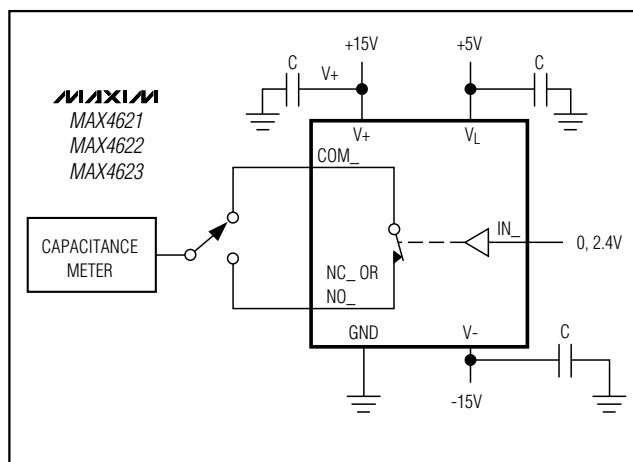 +15V
+5V
C
V+
C
MAXIM
MAX4621
MAX4622
MAX4623
V+
VL
COM_
IN_
0, 2.4V
CAPACITANCE
METER
NC_ OR
NO_
GND
V-
C
-15V